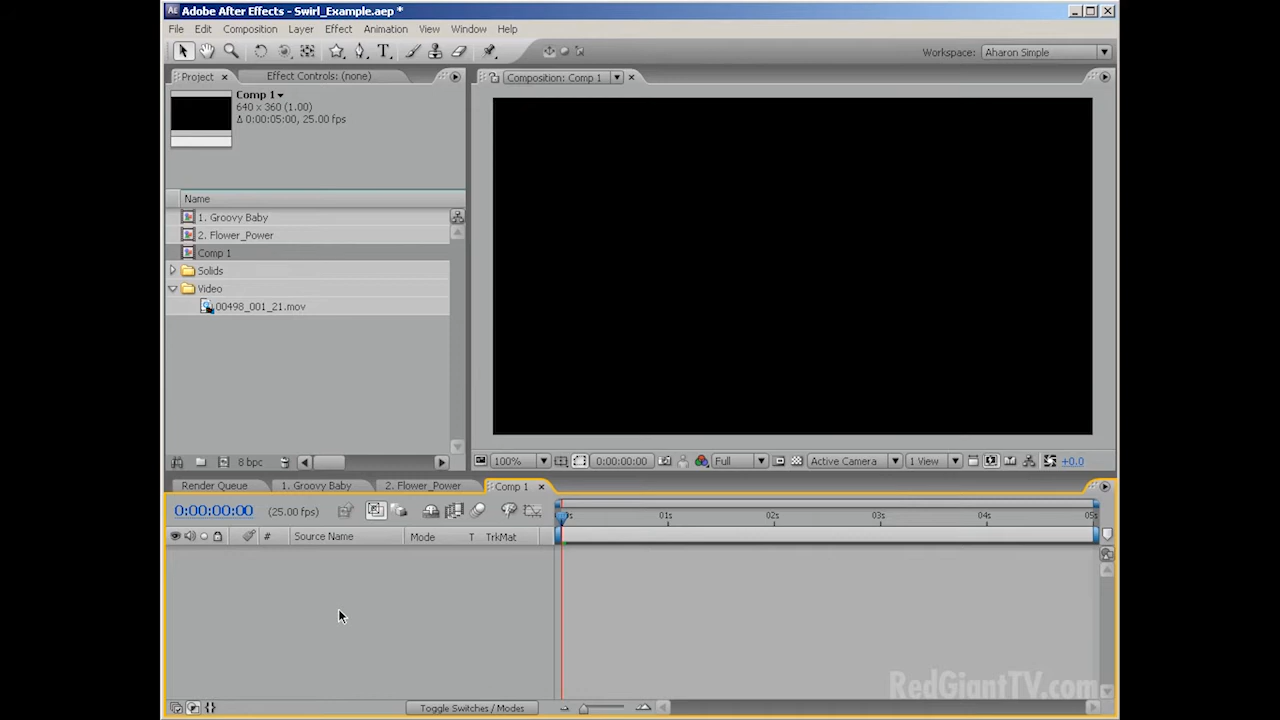 Adobe After Effects - Swirl_Example.aep *
File Edit Composition Layer Effect Animation View Window Help
Workspace: Aharon Simple
Project × Effect Controls: (none)
Composition: Comp 1
Comp 1
640 x 360 (1.00)
Δ 0:00:05:00, 25.00 fps
Name
1. Groovy Baby
2. Flower_Power
Comp 1
Solids
Video
00498_001_21.mov
8 bpc
100% 0:00:00:00 Full Active Camera 1 View +0.0
Render Queue 1. Groovy Baby 2. Flower_Power Comp 1 ×
0:00:00:00 (25.00 fps)
01s 02s 03s 04s 05s
# Source Name Mode T TrkMat
RedGiantTV.com
Toggle Switches / Modes